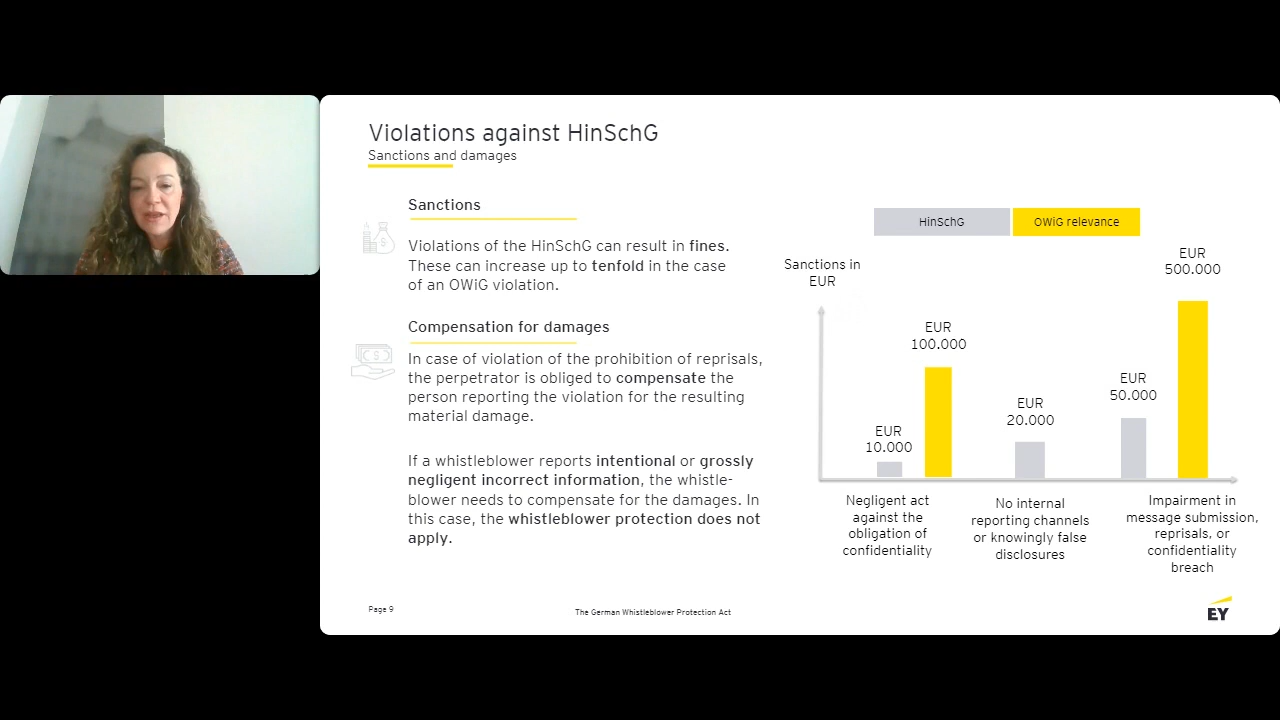 Violations against HinSchG
Sanctions and damages
Sanctions
Violations of the HinSchG can result in fines.
These can increase up to tenfold in the case
of an OWiG violation.
Compensation for damages
In case of violation of the prohibition of reprisals,
the perpetrator is obliged to compensate the
person reporting the violation for the resulting
material damage.
If a whistleblower reports intentional or grossly
negligent incorrect information, the whistle-
blower needs to compensate for the damages. In
this case, the whistleblower protection does not
apply.
HinSchG
OWiG relevance
Sanctions in
EUR
EUR
10.000
EUR
100.000
EUR
20.000
EUR
50.000
EUR
500.000
Negligent act
against the
obligation of
confidentiality
No internal
reporting channels
or knowingly false
disclosures
Impairment in
message submission,
reprisals, or
confidentiality
breach
Page 9
The German Whistleblower Protection Act
EY